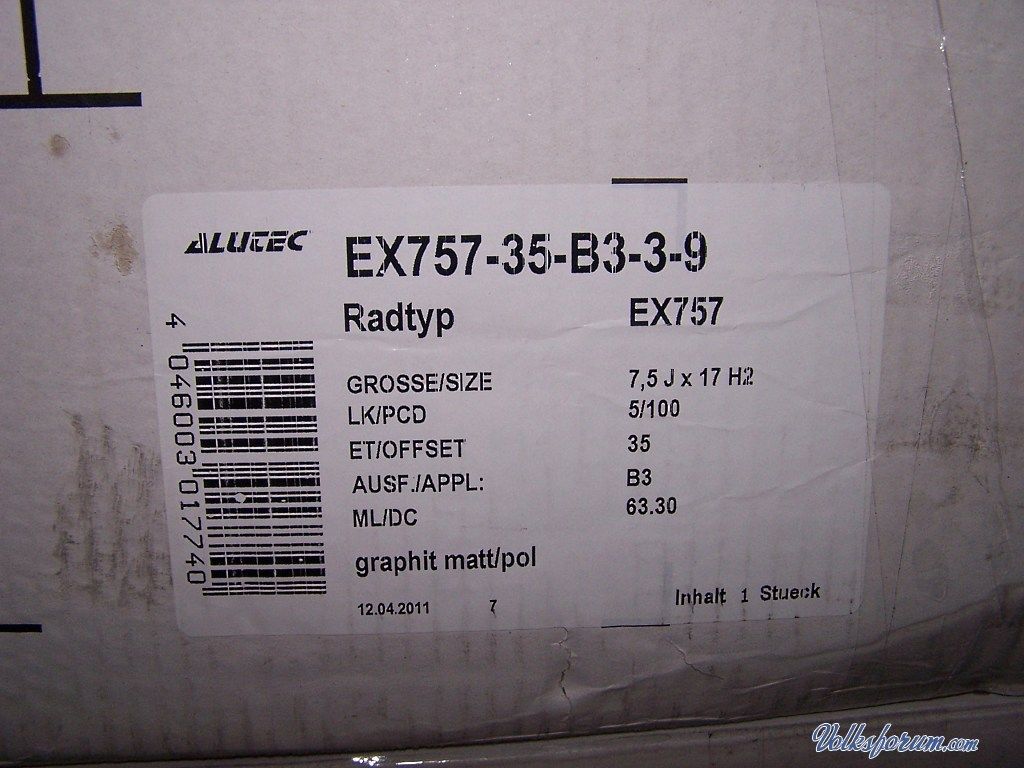 ALUTEC
EX757-35-B3-3-9
Radtyp EX757
GROSSE/SIZE 7,5 J x 17 H2
LK/PCD 5/100
ET/OFFSET 35
AUSF./APPL: B3
ML/DC 63.30
graphit matt/pol
12.04.2011 7 Inhalt 1 Stueck
4 046003 017740
Volksforum.com